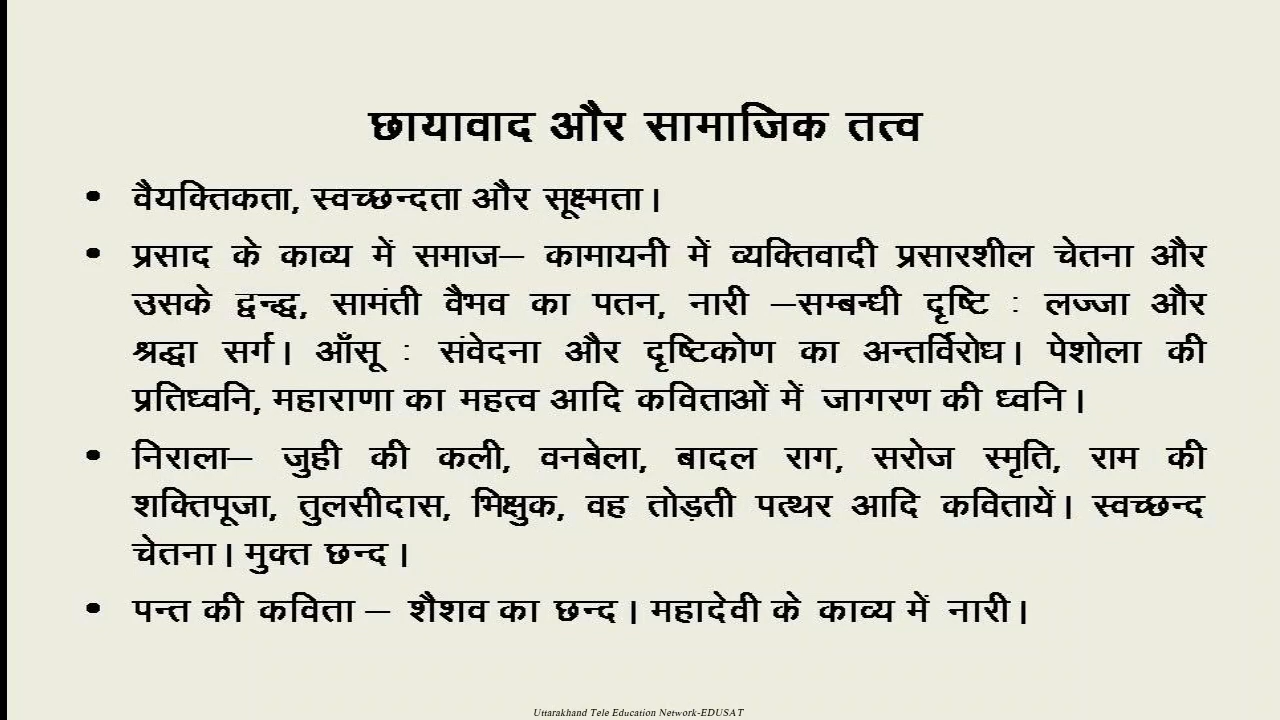 छायावाद और सामाजिक तत्व
• वैयक्तिकता, स्वच्छन्दता और सूक्ष्मता।
• प्रसाद के काव्य में समाज– कामायनी में व्यक्तिवादी प्रसारशील चेतना और
उसके द्वन्द्व, सामंती वैभव का पतन, नारी –सम्बन्धी दृष्टि : लज्जा और
श्रद्धा सर्ग। आँसू : संवेदना और दृष्टिकोण का अन्तर्विरोध। पेशोला की
प्रतिध्वनि, महाराणा का महत्व आदि कविताओं में जागरण की ध्वनि।
• निराला– जुही की कली, वनबेला, बादल राग, सरोज स्मृति, राम की
शक्तिपूजा, तुलसीदास, भिक्षुक, वह तोड़ती पत्थर आदि कवितायें। स्वच्छन्द
चेतना। मुक्त छन्द।
• पन्त की कविता – शैशव का छन्द। महादेवी के काव्य में नारी।
Uttarakhand Tele Education Network-EDUSAT